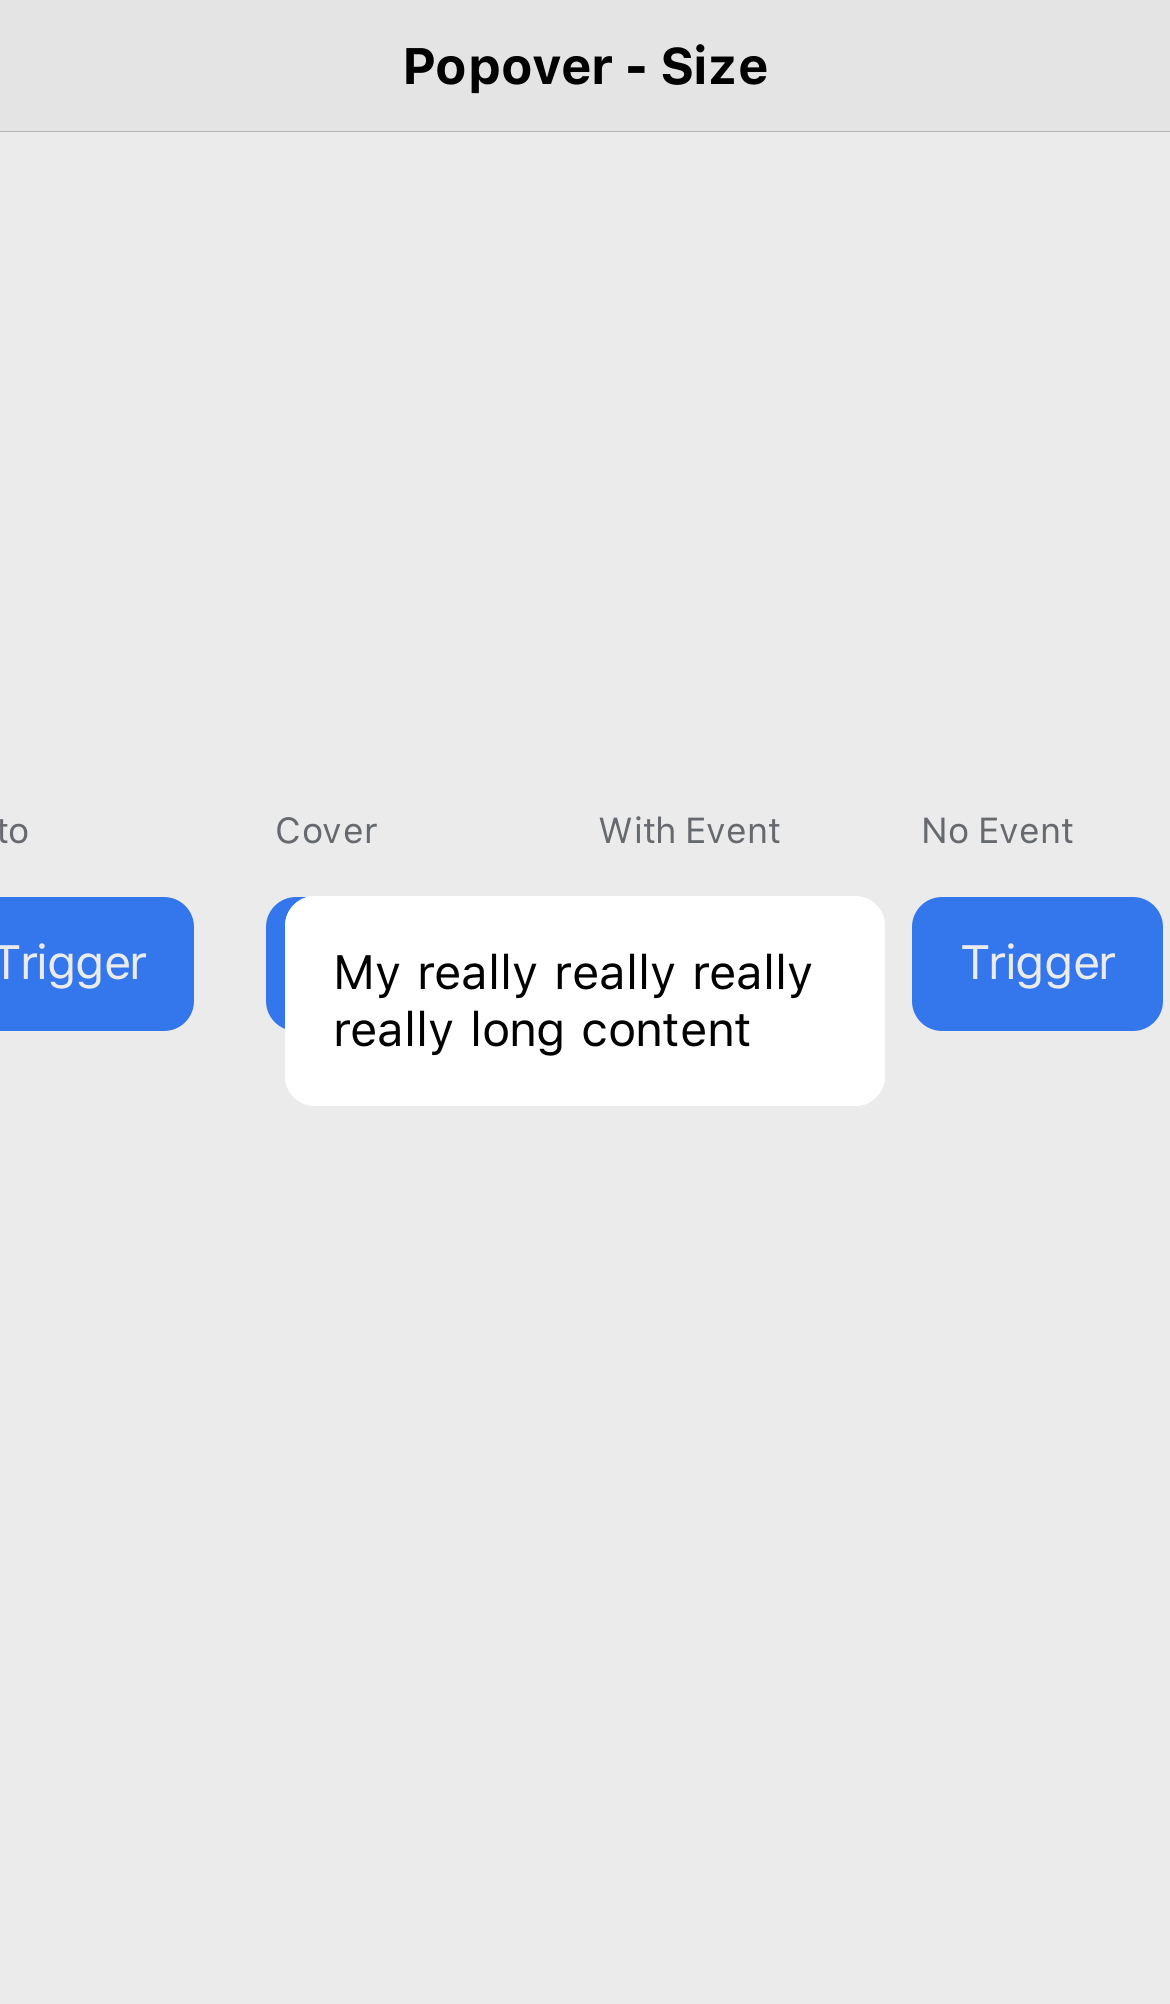 Popover - Size
to
Cover
With Event
No Event
Trigger
My really really really
really long content
Trigger